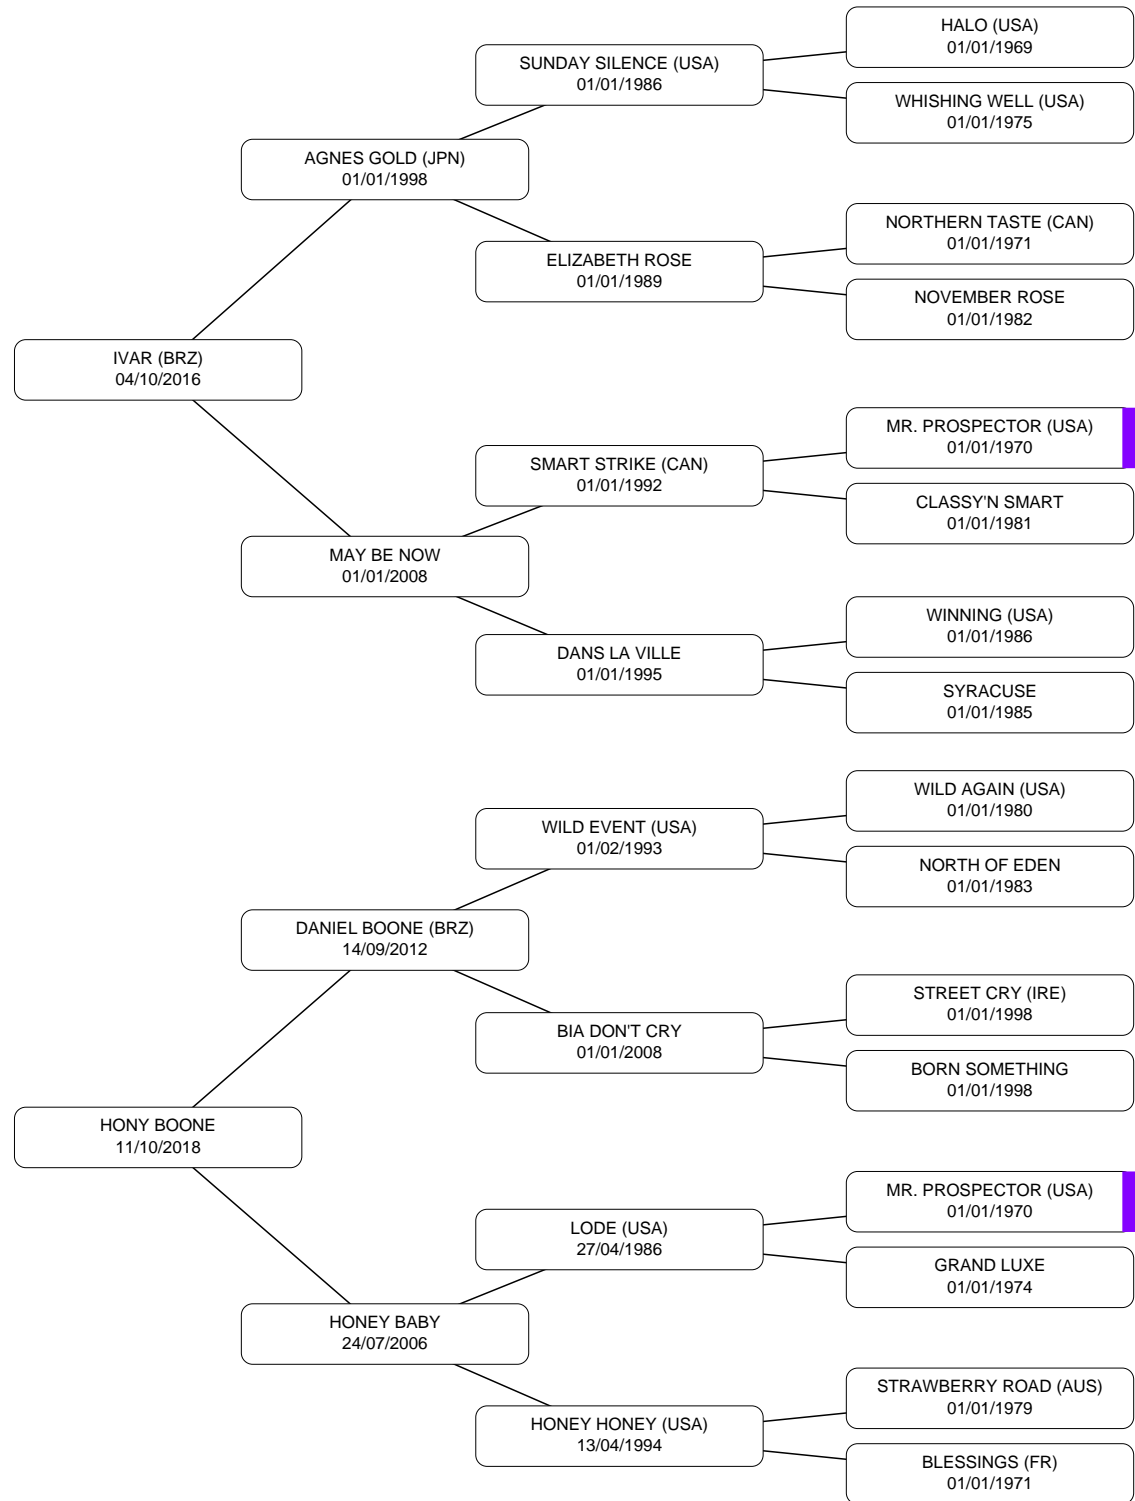 HALO (USA)
01/01/1969
SUNDAY SILENCE (USA)
01/01/1986
WHISHING WELL (USA)
01/01/1975
AGNES GOLD (JPN)
01/01/1998
NORTHERN TASTE (CAN)
01/01/1971
ELIZABETH ROSE
01/01/1989
NOVEMBER ROSE
01/01/1982
IVAR (BRZ)
04/10/2016
MR. PROSPECTOR (USA)
01/01/1970
SMART STRIKE (CAN)
01/01/1992
CLASSY'N SMART
01/01/1981
MAY BE NOW
01/01/2008
WINNING (USA)
01/01/1986
DANS LA VILLE
01/01/1995
SYRACUSE
01/01/1985
WILD AGAIN (USA)
01/01/1980
WILD EVENT (USA)
01/02/1993
NORTH OF EDEN
01/01/1983
DANIEL BOONE (BRZ)
14/09/2012
STREET CRY (IRE)
01/01/1998
BIA DON'T CRY
01/01/2008
BORN SOMETHING
01/01/1998
HONY BOONE
11/10/2018
MR. PROSPECTOR (USA)
01/01/1970
LODE (USA)
27/04/1986
GRAND LUXE
01/01/1974
HONEY BABY
24/07/2006
STRAWBERRY ROAD (AUS)
01/01/1979
HONEY HONEY (USA)
13/04/1994
BLESSINGS (FR)
01/01/1971